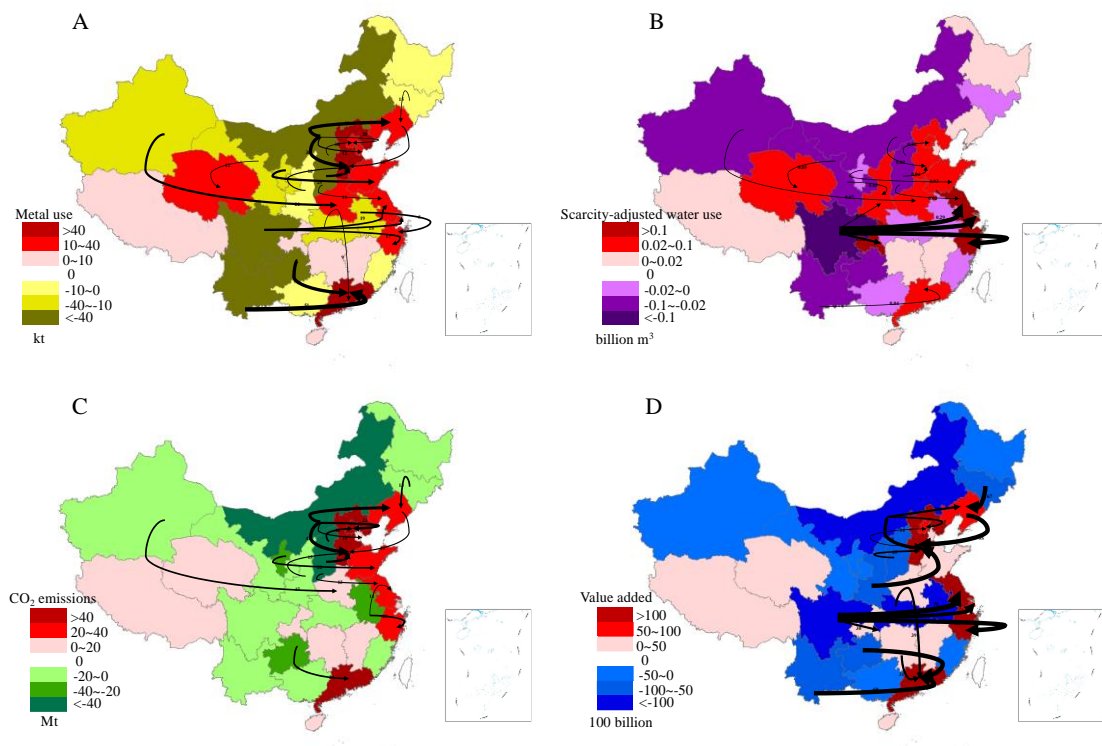 A
Metal use
>40
10~40
0~10
0
-10~0
-40~-10
<-40
kt
B
Scarcity-adjusted water use
>0.1
0.02~0.1
0~0.02
0
-0.02~0
-0.1~-0.02
<-0.1
billion m³
C
CO₂ emissions
>40
20~40
0~20
0
-20~0
-40~-20
<-40
Mt
D
Value added
>100
50~100
0~50
0
-50~0
-100~-50
<-100
100 billion